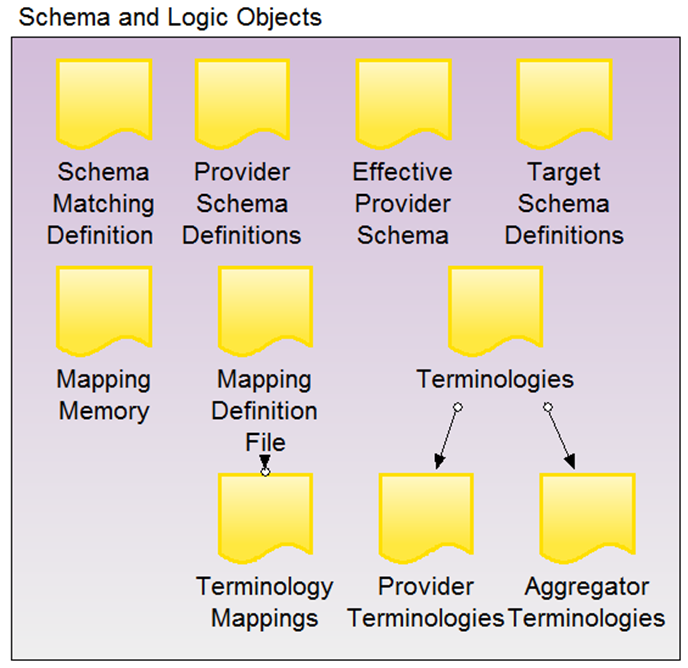 Schema and Logic Objects
Schema
Matching
Definition
Provider
Schema
Definitions
Effective
Provider
Schema
Target
Schema
Definitions
Mapping
Memory
Mapping
Definition
File
Terminologies
Terminology
Mappings
Provider
Terminologies
Aggregator
Terminologies